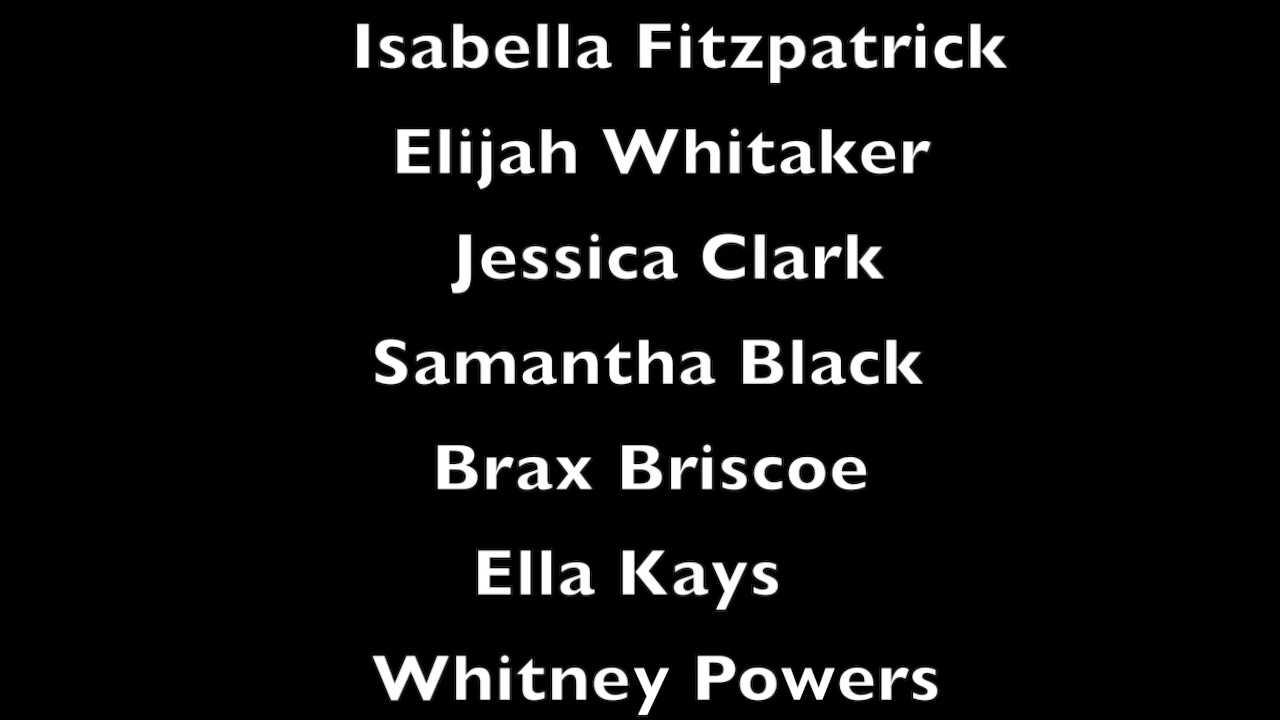 Isabella Fitzpatrick
Elijah Whitaker
Jessica Clark
Samantha Black
Brax Briscoe
Ella Kays
Whitney Powers